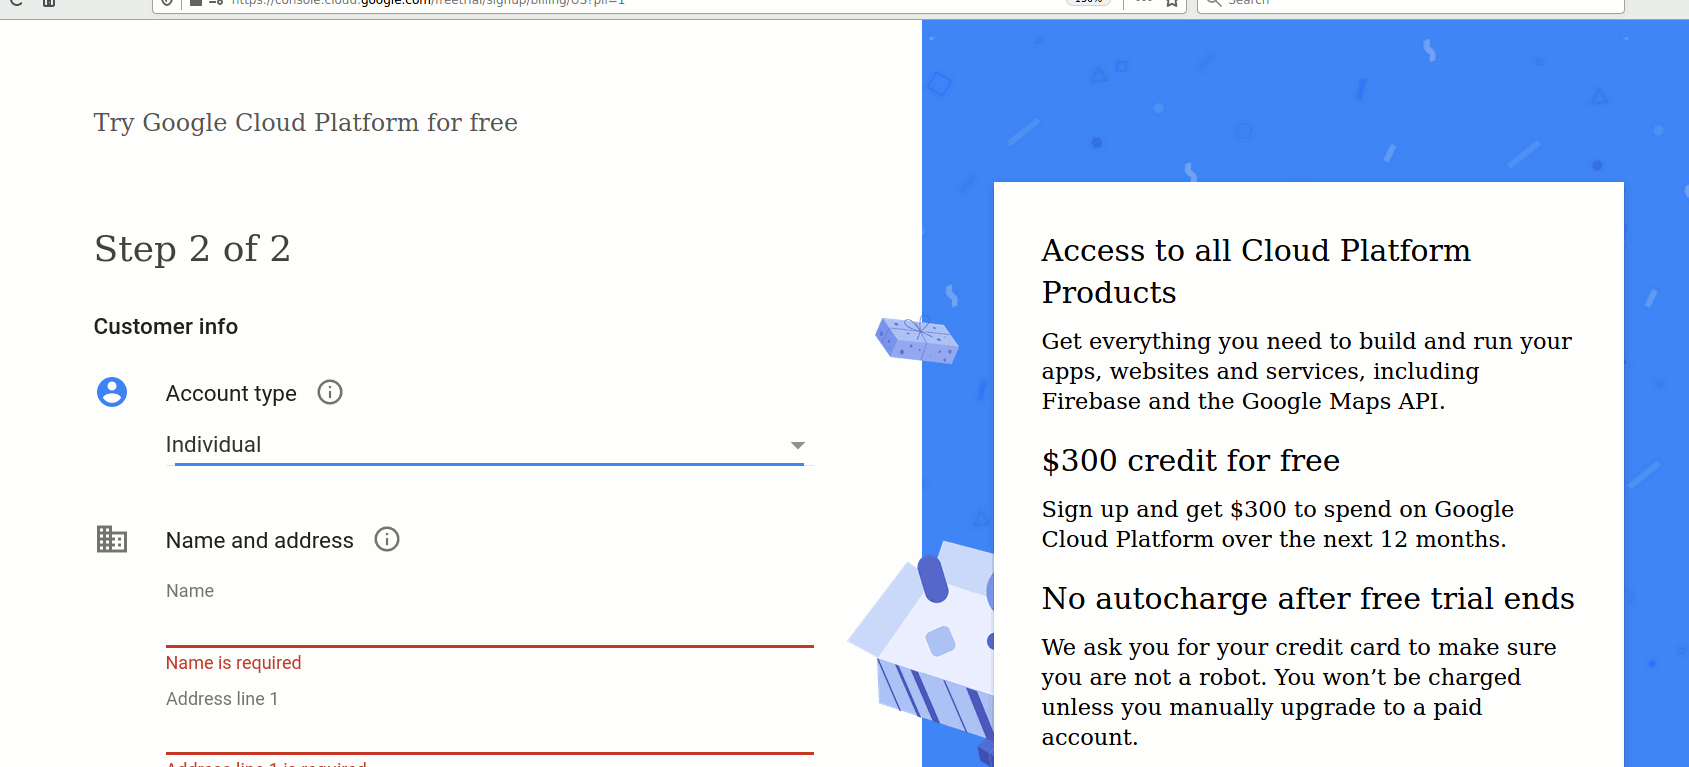 https://console.cloud.google.com/freetrial/signup/billing/US?pli=1
Search
Try Google Cloud Platform for free
Step 2 of 2
Customer info
Account type
Individual
Name and address
Name
Name is required
Address line 1
Address line 1 is required
Access to all Cloud Platform
Products
Get everything you need to build and run your
apps, websites and services, including
Firebase and the Google Maps API.
$300 credit for free
Sign up and get $300 to spend on Google
Cloud Platform over the next 12 months.
No autocharge after free trial ends
We ask you for your credit card to make sure
you are not a robot. You won’t be charged
unless you manually upgrade to a paid
account.